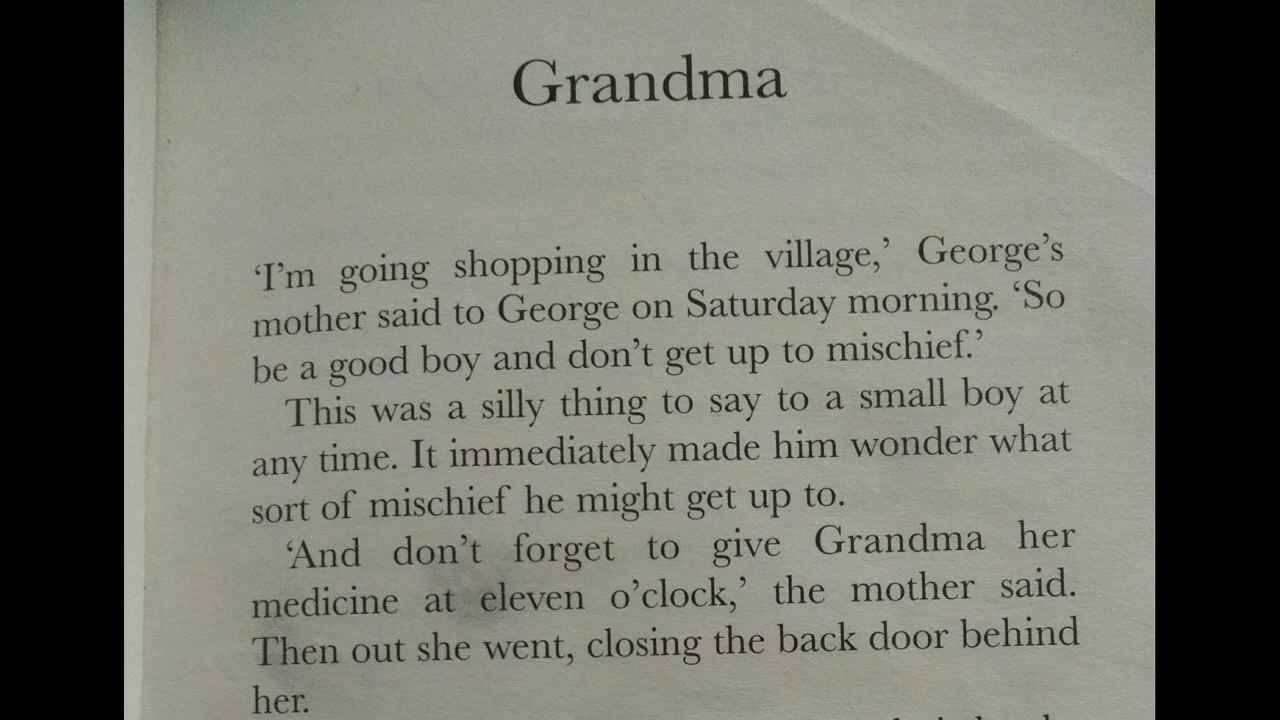 Grandma
‘I’m going shopping in the village,’ George’s
mother said to George on Saturday morning. ‘So
be a good boy and don’t get up to mischief.’
This was a silly thing to say to a small boy at
any time. It immediately made him wonder what
sort of mischief he might get up to.
‘And don’t forget to give Grandma her
medicine at eleven o’clock,’ the mother said.
Then out she went, closing the back door behind
her.